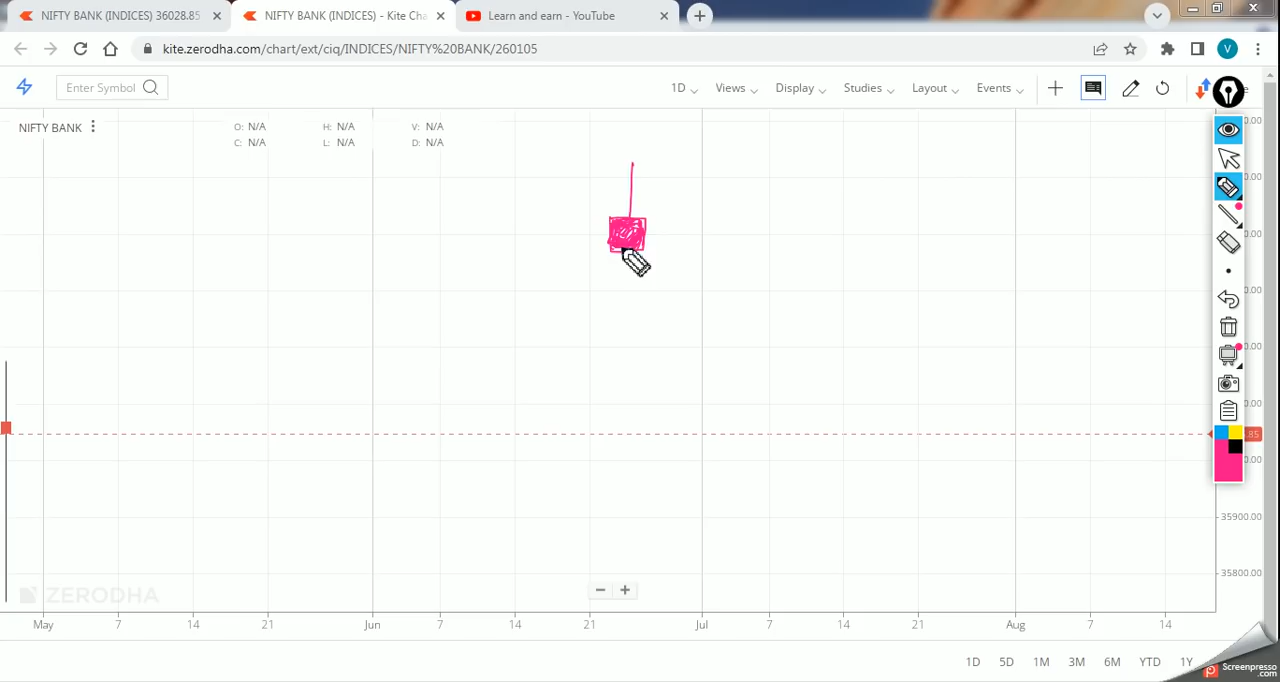 NIFTY BANK (INDICES) 36028.85
NIFTY BANK (INDICES) - Kite Cha
Learn and earn - YouTube
kite.zerodha.com/chart/ext/ciq/INDICES/NIFTY%20BANK/260105
V
Enter Symbol
1D
Views
Display
Studies
Layout
Events
NIFTY BANK
O: N/A H: N/A V: N/A
C: N/A L: N/A D: N/A
.85
35900.00
35800.00
ZERODHA
May 7 14 21 Jun 7 14 21 Jul 7 14 21 Aug 7 14
1D 5D 1M 3M 6M YTD 1Y
Screenpresso
.com